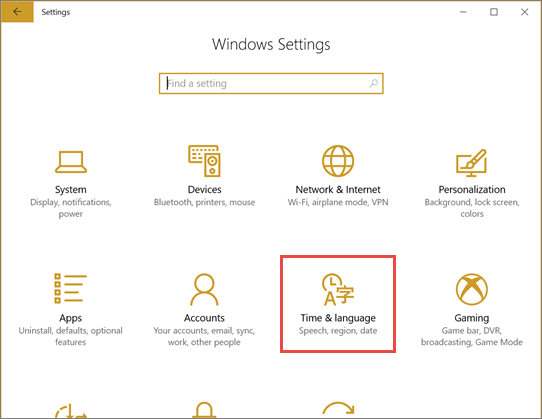 Settings
Windows Settings
Find a setting
System
Display, notifications,
power
Devices
Bluetooth, printers, mouse
Network & Internet
Wi-Fi, airplane mode, VPN
Personalization
Background, lock screen,
colors
Apps
Uninstall, defaults, optional
features
Accounts
Your accounts, email, sync,
work, other people
A字
Time & language
Speech, region, date
Gaming
Game bar, DVR,
broadcasting, Game Mode